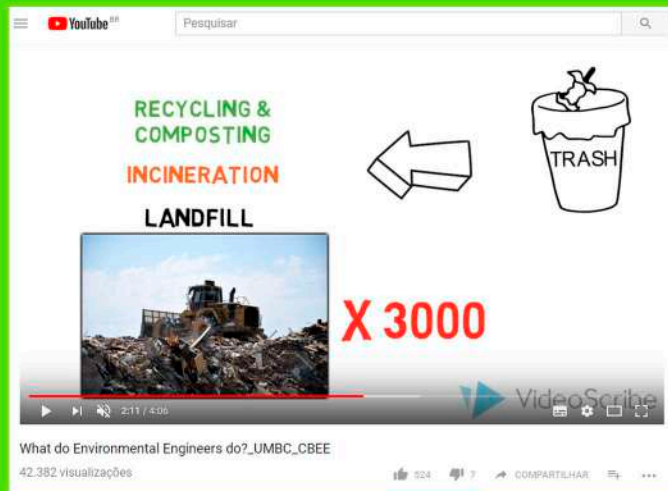 YouTube BR
Pesquisar
RECYCLING &
COMPOSTING
TRASH
INCINERATION
LANDFILL
X 3000
2:11 / 4:06
VideoScribe
What do Environmental Engineers do?_UMBC_CBEE
42.382 visualizações
524
7
COMPARTILHAR